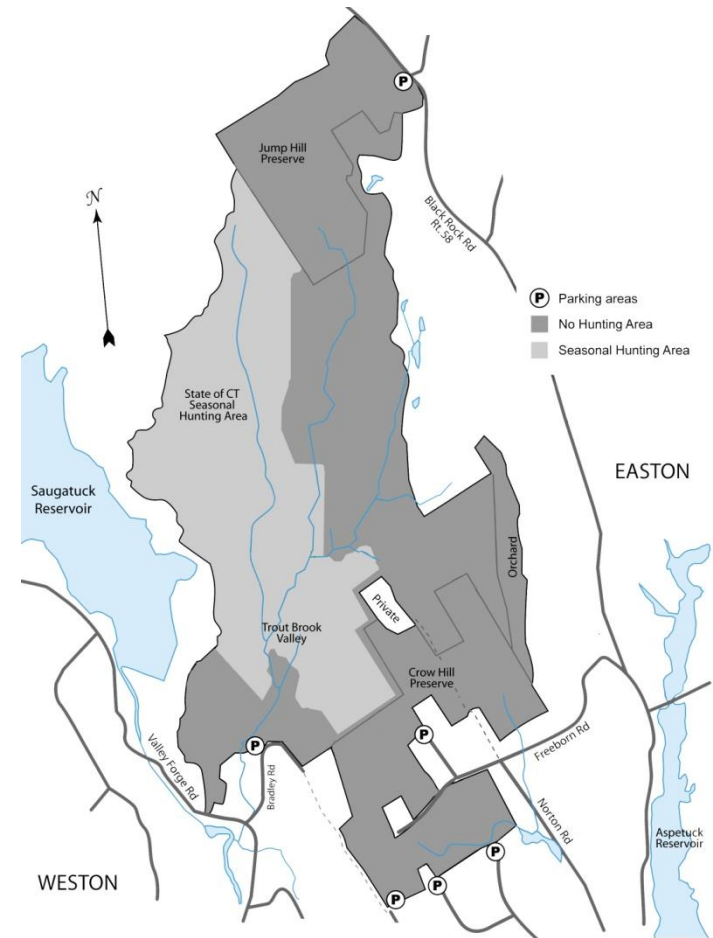 P
Jump Hill
Preserve
N
Black Rock Rd
Rt. 58
P Parking areas
No Hunting Area
Seasonal Hunting Area
State of CT
Seasonal
Hunting Area
EASTON
Saugatuck
Reservoir
Orchard
Private
Trout Brook
Valley
Crow Hill
Preserve
P
P
Freeborn Rd
Valley Forge Rd
Bradley Rd
Norton Rd
Aspetuck
Reservoir
WESTON
P
P
P